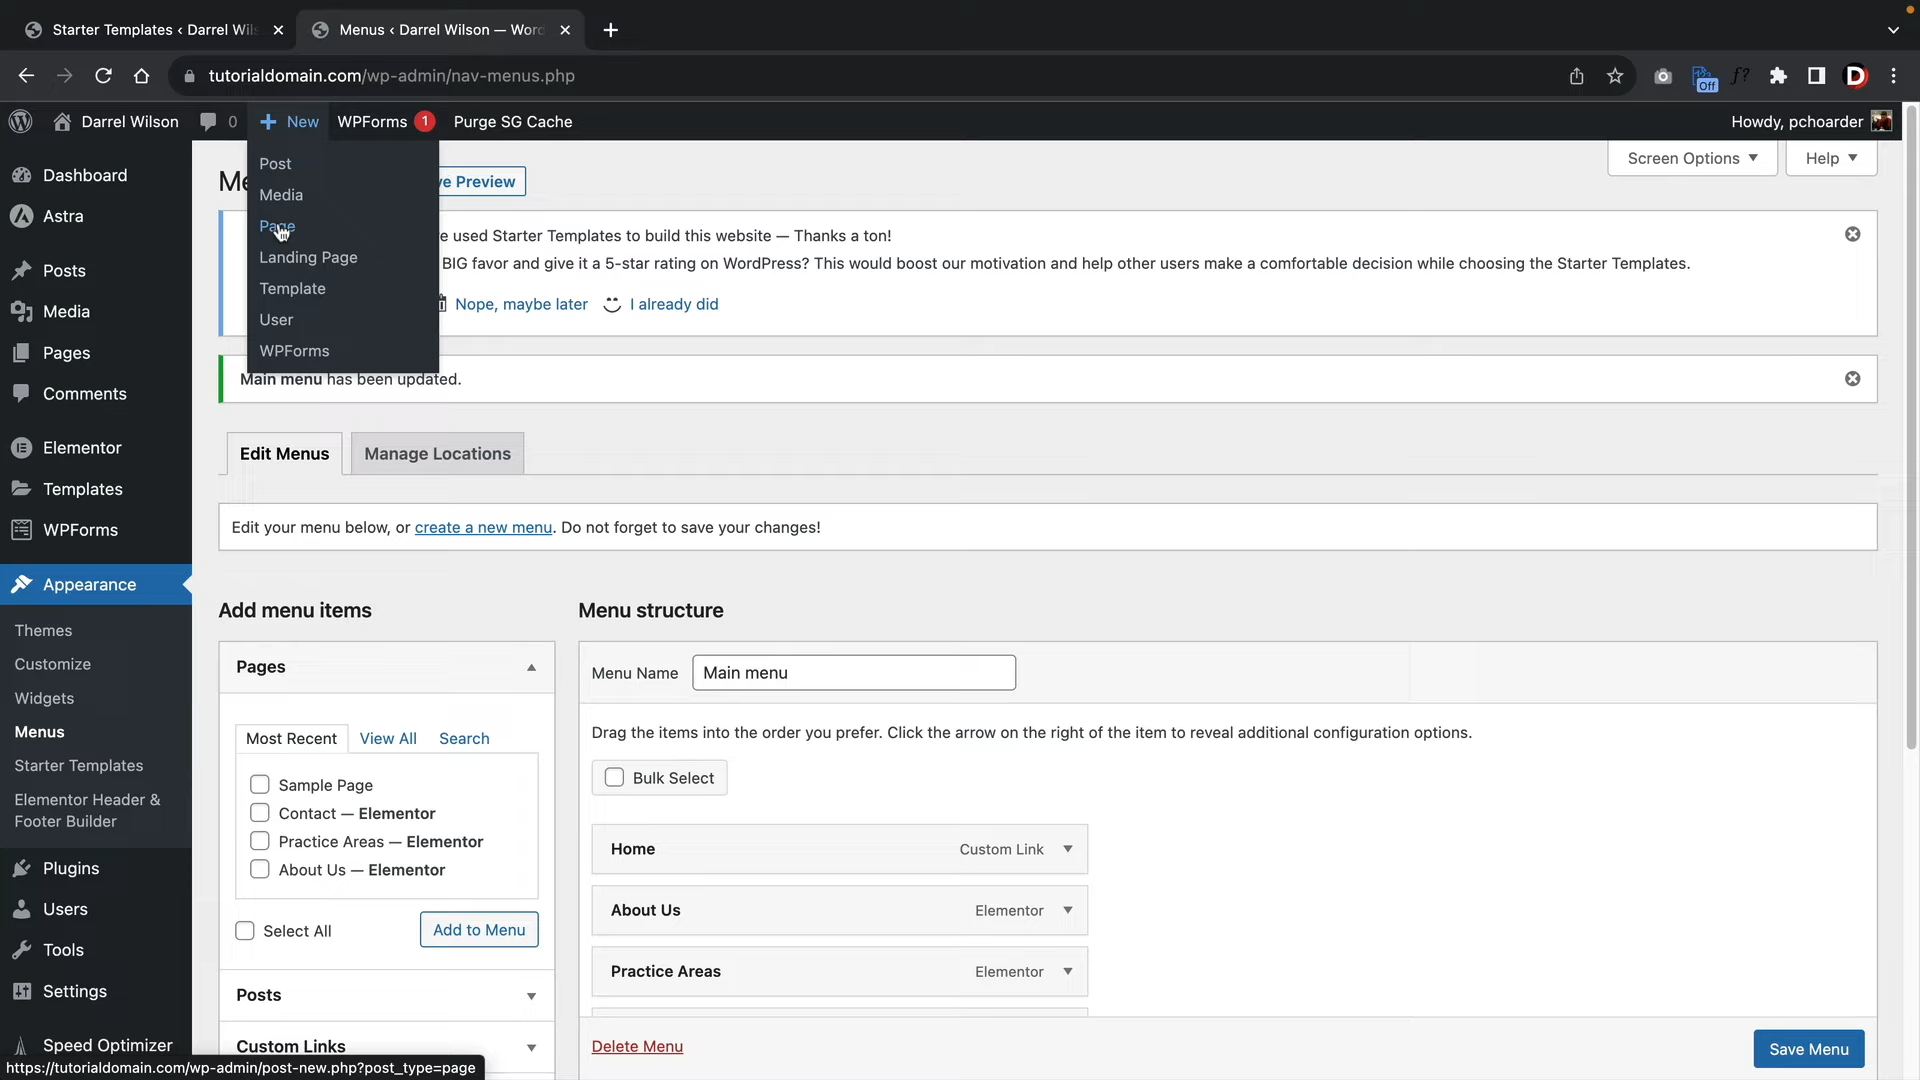 Starter Templates ‹ Darrel Wils
Menus ‹ Darrel Wilson — Word
tutorialdomain.com/wp-admin/nav-menus.php
Off
f?
D
Darrel Wilson
0
New
WPForms 1
Purge SG Cache
Howdy, pchoarder
Dashboard
Astra
Posts
Media
Pages
Comments
Elementor
Templates
WPForms
Appearance
Themes
Customize
Widgets
Menus
Starter Templates
Elementor Header &
Footer Builder
Plugins
Users
Tools
Settings
Speed Optimizer
Post
Media
Page
Landing Page
Template
User
WPForms
Me
ve Preview
Screen Options
Help
e used Starter Templates to build this website — Thanks a ton!
BIG favor and give it a 5-star rating on WordPress? This would boost our motivation and help other users make a comfortable decision while choosing the Starter Templates.
Nope, maybe later
I already did
Main menu has been updated.
Edit Menus
Manage Locations
Edit your menu below, or create a new menu. Do not forget to save your changes!
Add menu items
Pages
Most Recent
View All
Search
Sample Page
Contact — Elementor
Practice Areas — Elementor
About Us — Elementor
Select All
Add to Menu
Posts
Custom Links
Menu structure
Menu Name
Main menu
Drag the items into the order you prefer. Click the arrow on the right of the item to reveal additional configuration options.
Bulk Select
Home
Custom Link
About Us
Elementor
Practice Areas
Elementor
Delete Menu
Save Menu
https://tutorialdomain.com/wp-admin/post-new.php?post_type=page